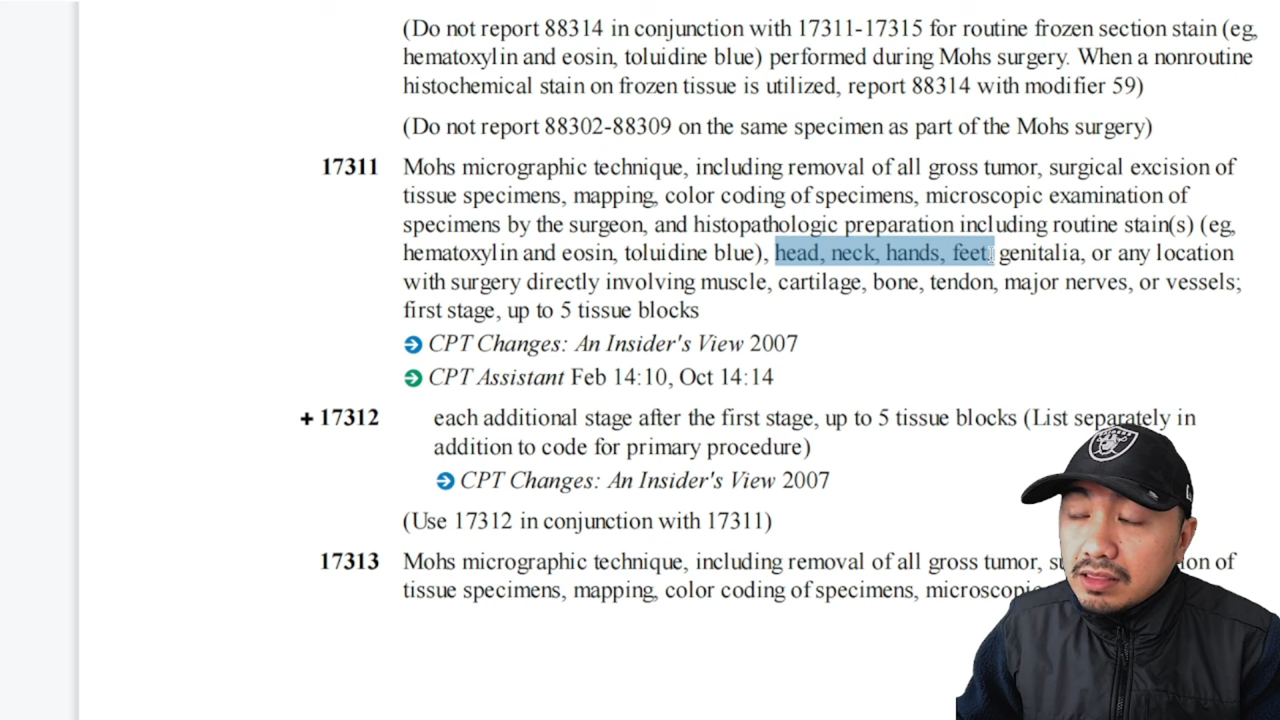 (Do not report 88314 in conjunction with 17311-17315 for routine frozen section stain (eg,
hematoxylin and eosin, toluidine blue) performed during Mohs surgery. When a nonroutine
histochemical stain on frozen tissue is utilized, report 88314 with modifier 59)
(Do not report 88302-88309 on the same specimen as part of the Mohs surgery)
17311 Mohs micrographic technique, including removal of all gross tumor, surgical excision of
tissue specimens, mapping, color coding of specimens, microscopic examination of
specimens by the surgeon, and histopathologic preparation including routine stain(s) (eg,
hematoxylin and eosin, toluidine blue), head, neck, hands, feet, genitalia, or any location
with surgery directly involving muscle, cartilage, bone, tendon, major nerves, or vessels;
first stage, up to 5 tissue blocks
CPT Changes: An Insider's View 2007
CPT Assistant Feb 14:10, Oct 14:14
+ 17312 each additional stage after the first stage, up to 5 tissue blocks (List separately in
addition to code for primary procedure)
CPT Changes: An Insider's View 2007
(Use 17312 in conjunction with 17311)
17313 Mohs micrographic technique, including removal of all gross tumor, ion of
tissue specimens, mapping, color coding of specimens,